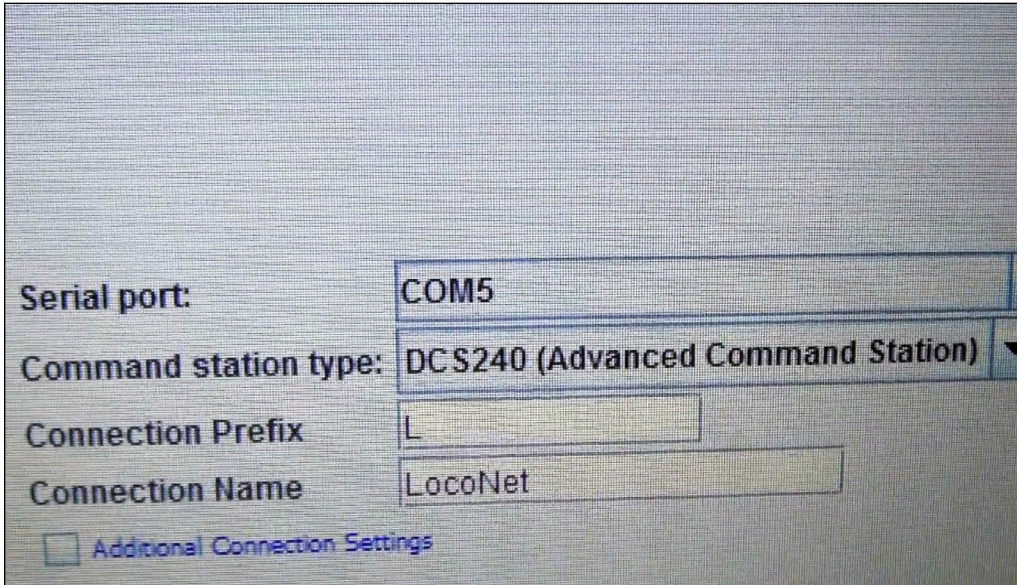 Serial port: COM5
Command station type: DCS240 (Advanced Command Station)
Connection Prefix L
Connection Name LocoNet
Additional Connection Settings